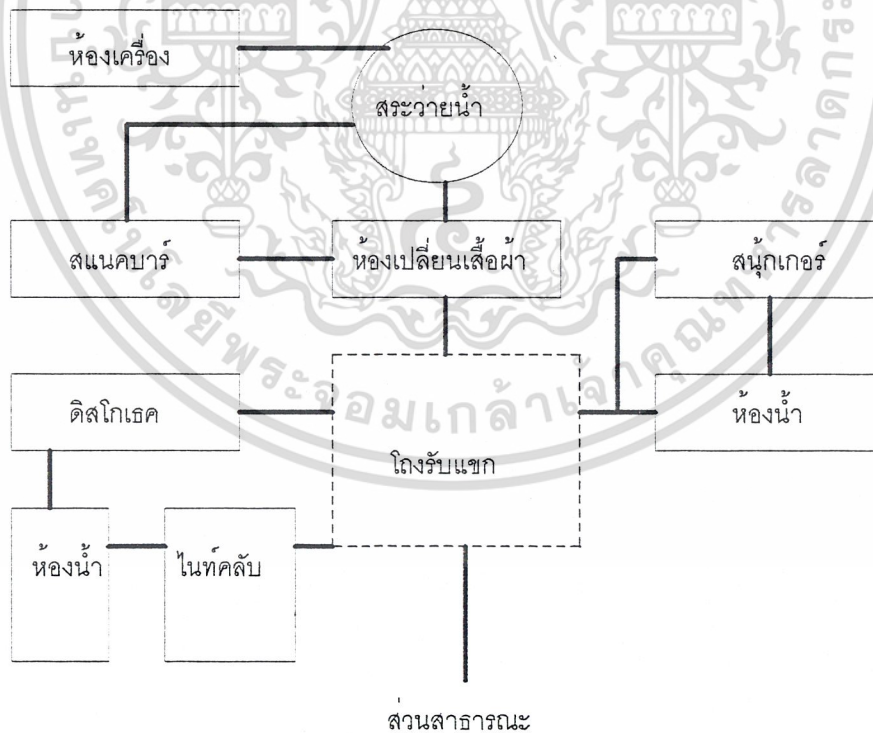 ห้องเครื่อง
สระว่ายน้ำ
สแนคบาร์
ห้องเปลี่ยนเสื้อผ้า
สนุ้กเกอร์
ดิสโกเธค
โถงรับแขก
ห้องน้ำ
ห้องน้ำ
ไนท์คลับ
ส่วนสาธารณะ